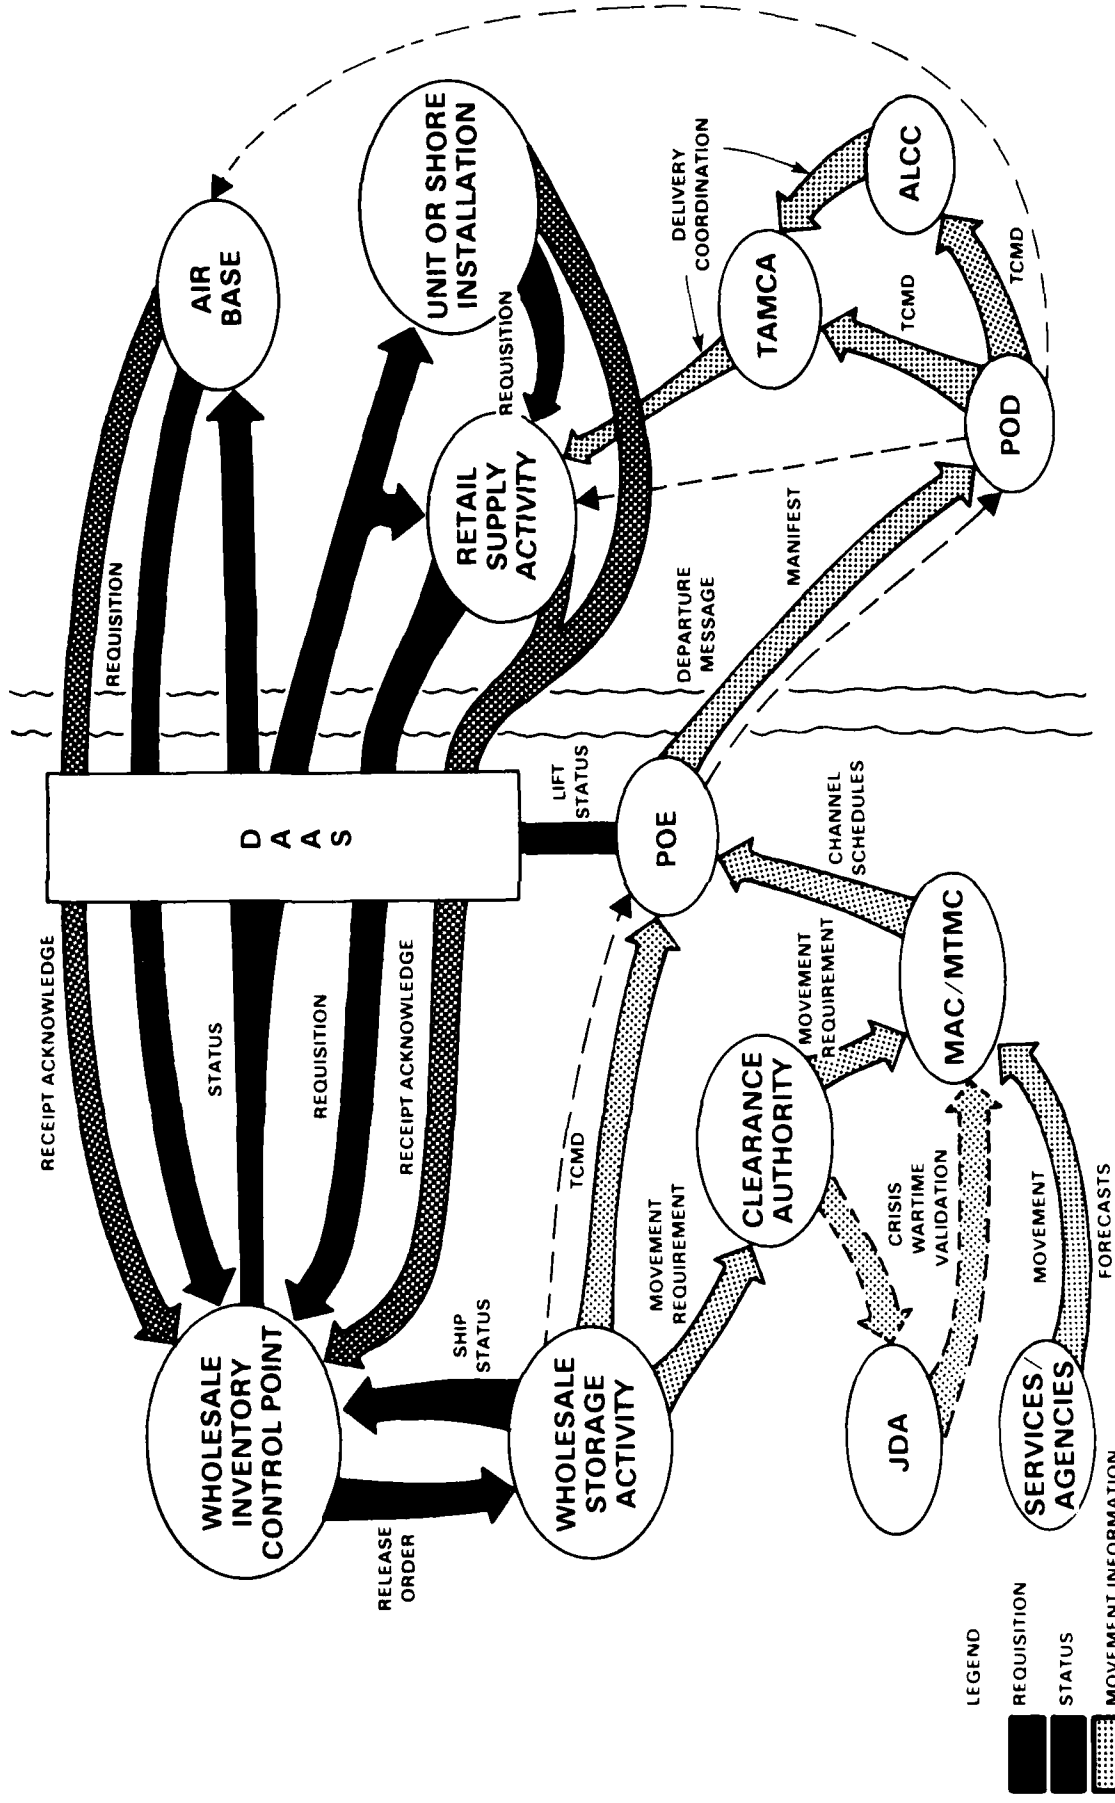 RECEIPT ACKNOWLEDGE
REQUISITION
AIR
BASE
STATUS
D
A
A
S
UNIT OR SHORE
INSTALLATION
REQUISITION
REQUISITION
RETAIL
SUPPLY
ACTIVITY
RECEIPT ACKNOWLEDGE
WHOLESALE
INVENTORY
CONTROL POINT
RELEASE
ORDER
SHIP
STATUS
LIFT
STATUS
WHOLESALE
STORAGE
ACTIVITY
TCMD
POE
DEPARTURE
MESSAGE
MANIFEST
DELIVERY
COORDINATION
TAMCA
ALCC
TCMD
TCMD
POD
MOVEMENT
REQUIREMENT
CLEARANCE
AUTHORITY
MOVEMENT
REQUIREMENT
CHANNEL
SCHEDULES
MAC/MTMC
CRISIS
WARTIME
VALIDATION
JDA
SERVICES/
AGENCIES
MOVEMENT
FORECASTS
LEGEND
REQUISITION
STATUS
MOVEMENT INFORMATION